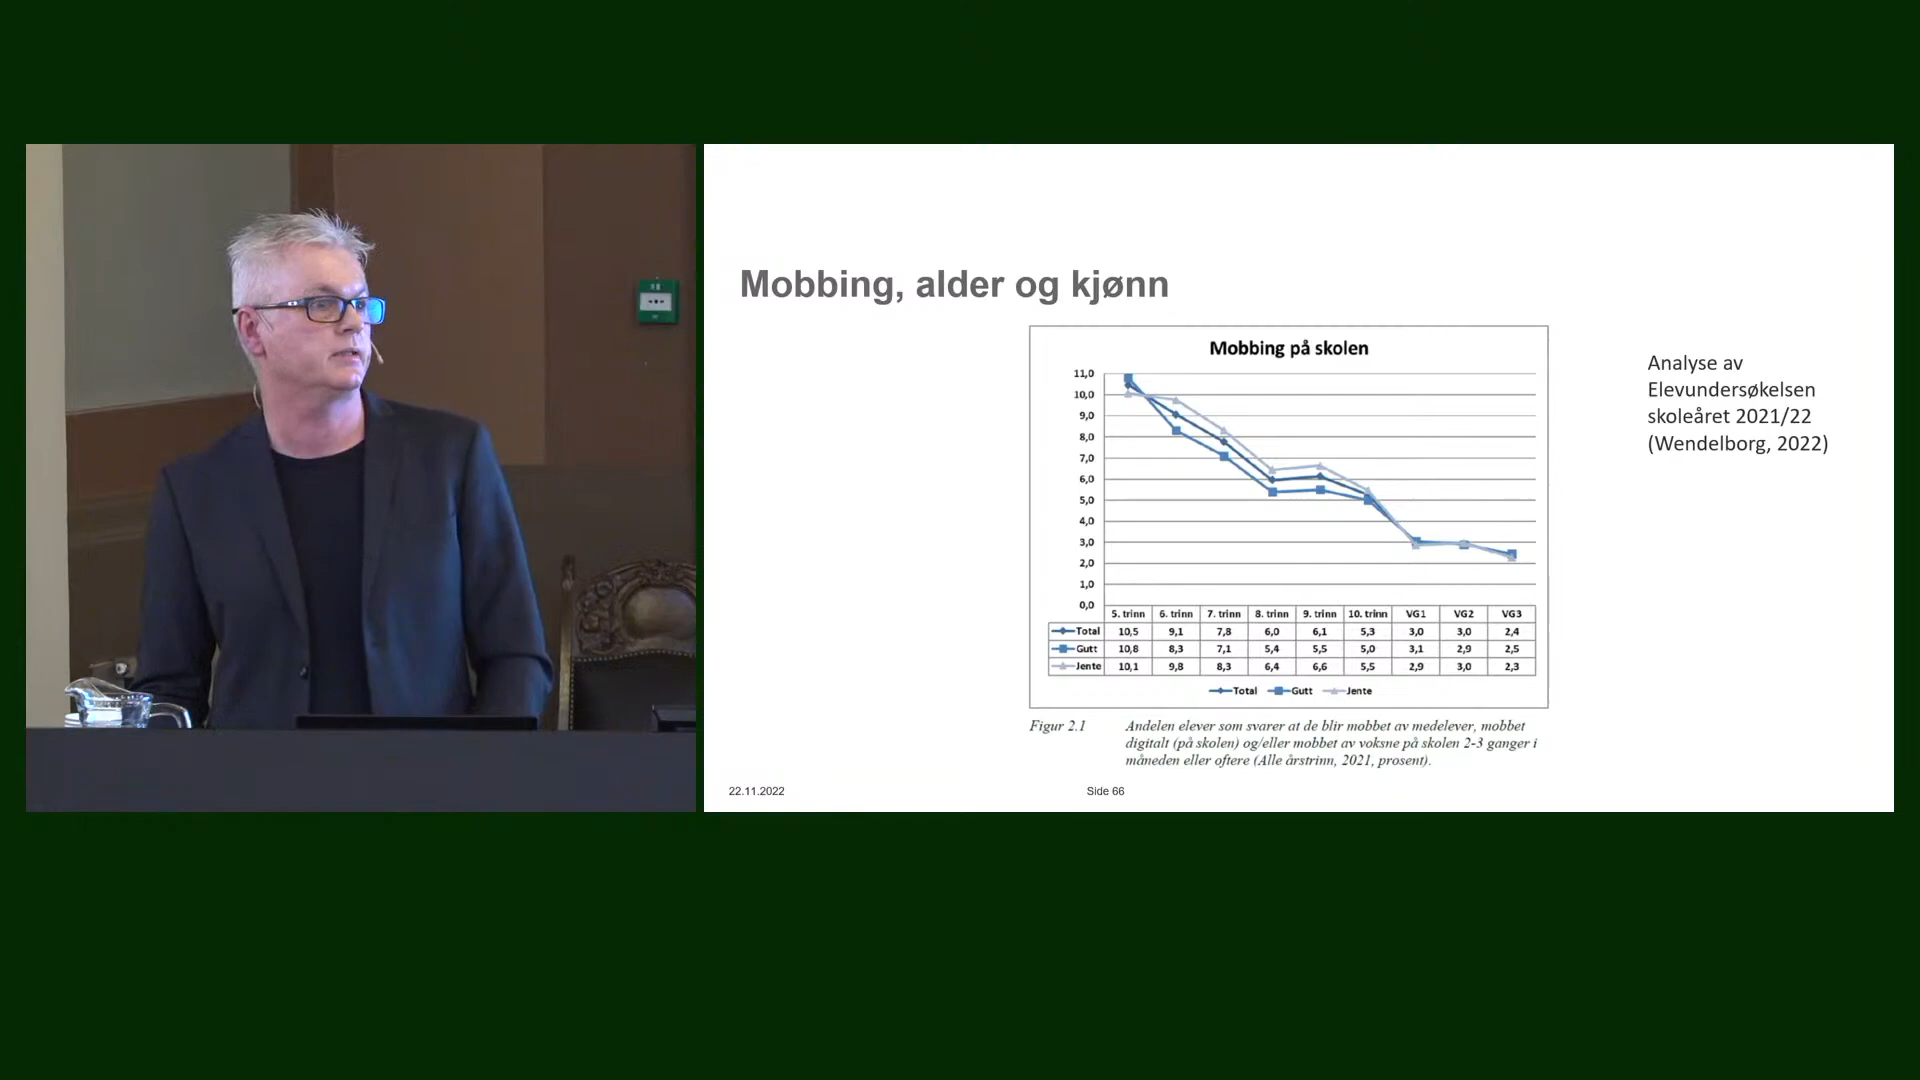 Mobbing, alder og kjønn
Mobbing på skolen
11,0
10,0
9,0
8,0
7,0
6,0
5,0
4,0
3,0
2,0
1,0
0,0
5. trinn 6. trinn 7. trinn 8. trinn 9. trinn 10. trinn VG1 VG2 VG3
Total 10,5 9,1 7,8 6,0 6,1 5,3 3,0 3,0 2,4
Gutt 10,8 8,3 7,1 5,4 5,5 5,0 3,1 2,9 2,5
Jente 10,1 9,8 8,3 6,4 6,6 5,5 2,9 3,0 2,3
Total Gutt Jente
Figur 2.1 Andelen elever som svarer at de blir mobbet av medelever, mobbet
digitalt (på skolen) og/eller mobbet av voksne på skolen 2-3 ganger i
måneden eller oftere (Alle årstrinn, 2021, prosent).
Analyse av
Elevundersøkelsen
skoleåret 2021/22
(Wendelborg, 2022)
22.11.2022 Side 66